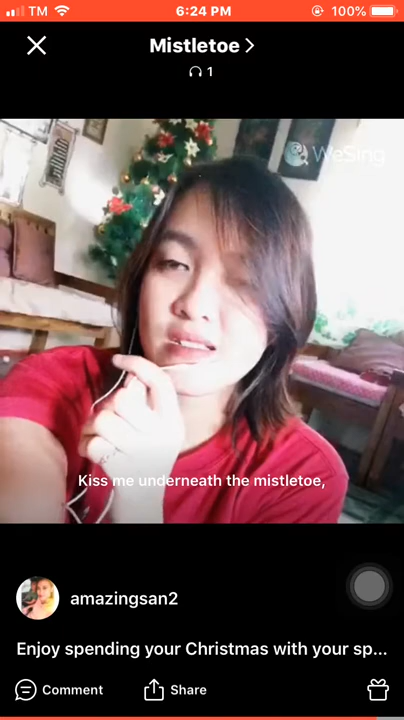 TM
6:24 PM
100%
Mistletoe
1
WeSing
Kiss me underneath the mistletoe,
amazingsan2
Enjoy spending your Christmas with your sp...
Comment
Share